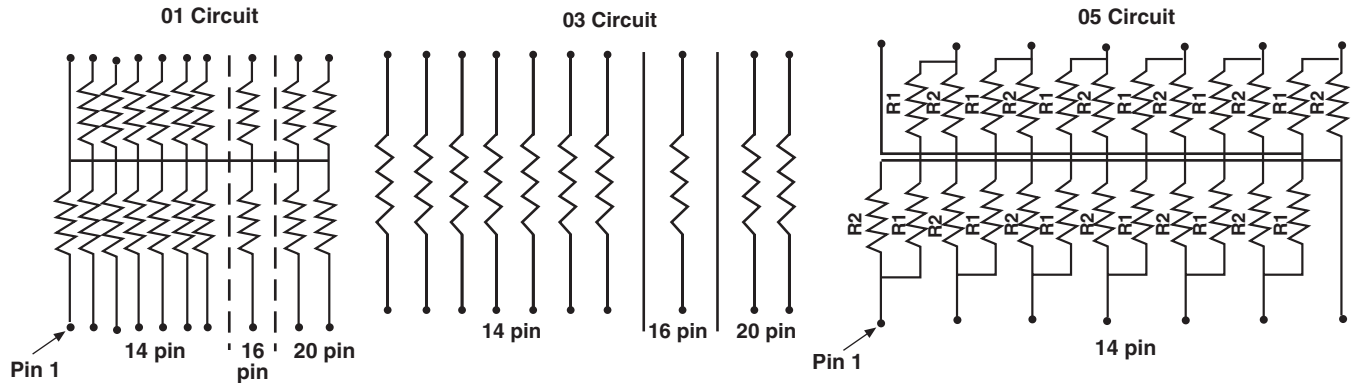 01 Circuit
03 Circuit
05 Circuit
R1 R2 R1 R2 R1 R2 R1 R2 R1 R2 R1 R2
R2 R1 R2 R1 R2 R1 R2 R1 R2 R1 R2 R1
Pin 1
14 pin
16
pin
20 pin
14 pin
16 pin
20 pin
Pin 1
14 pin